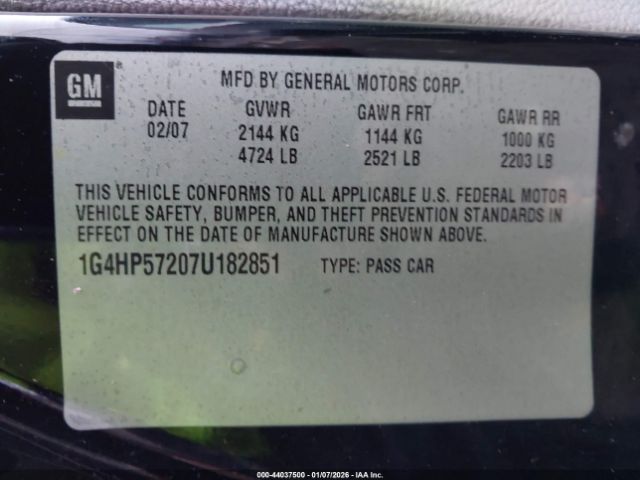 GM
MFD BY GENERAL MOTORS CORP.
DATE GVWR GAWR FRT GAWR RR
02/07 2144 KG 1144 KG 1000 KG
4724 LB 2521 LB 2203 LB
THIS VEHICLE CONFORMS TO ALL APPLICABLE U.S. FEDERAL MOTOR
VEHICLE SAFETY, BUMPER, AND THEFT PREVENTION STANDARDS IN
EFFECT ON THE DATE OF MANUFACTURE SHOWN ABOVE.
1G4HP57207U182851 TYPE: PASS CAR
000-44037500 - 01/07/2026 - IAAI.COM